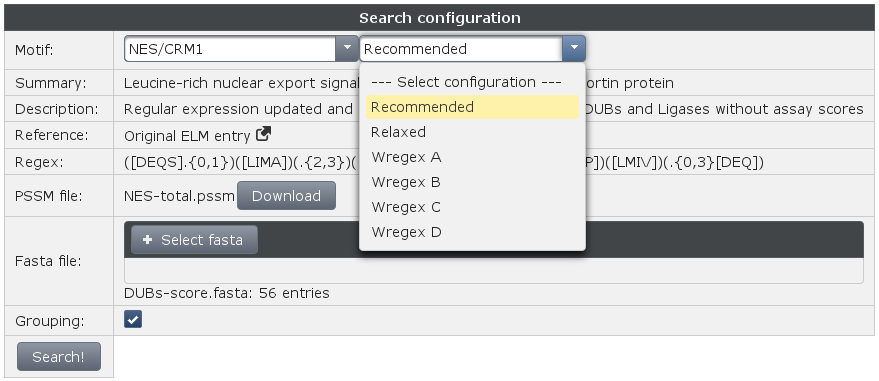 Search configuration
Motif: NES/CRM1 Recommended
--- Select configuration ---
Recommended
Relaxed
Wregex A
Wregex B
Wregex C
Wregex D
Summary: Leucine-rich nuclear export signal ortin protein
Description: Regular expression updated and DUBs and Ligases without assay scores
Reference: Original ELM entry
Regex: ([DEQS].{0,1})([LIMA])(.{2,3})( P])([LMIV])(.{0,3}[DEQ])
PSSM file: NES-total.pssm Download
Fasta file: + Select fasta
DUBs-score.fasta: 56 entries
Grouping:
Search!